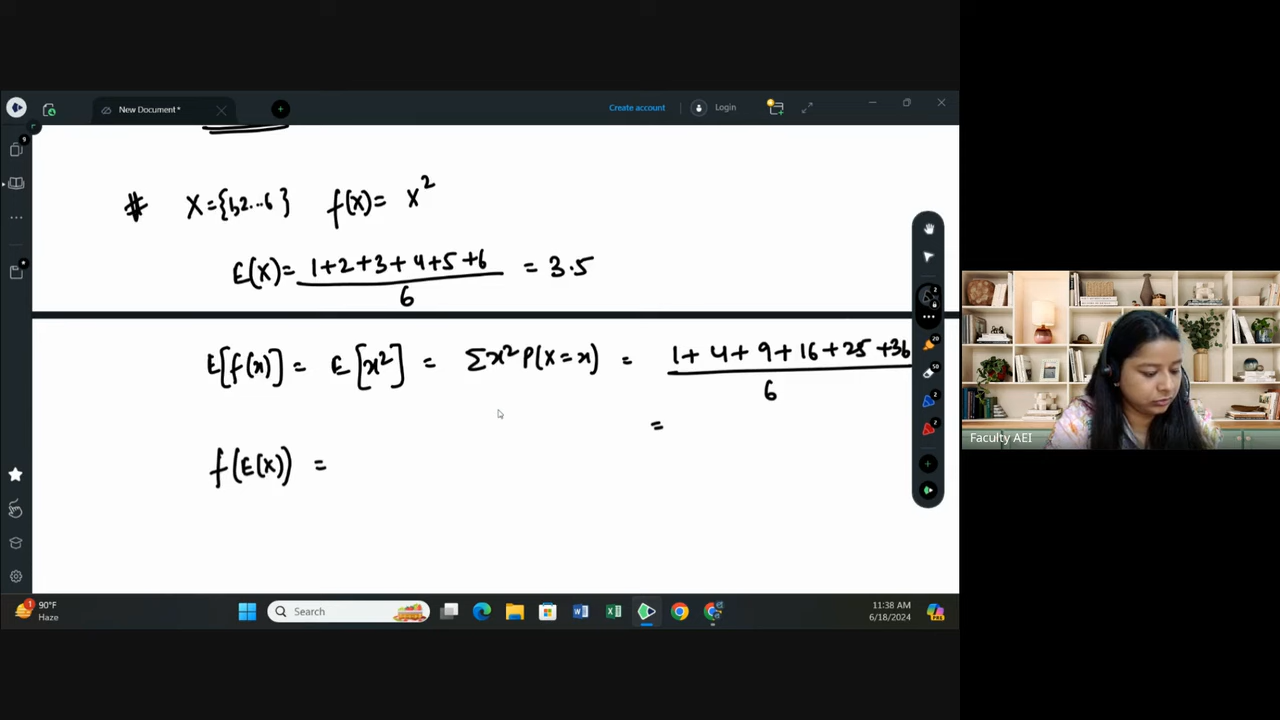 New Document*
Create account
Login
# X={1,2...6} f(x)= x²
E(X)= 1+2+3+4+5+6 / 6 = 3.5
E[f(x)] = E[x²] = Σx² P(X=x) = 1+4+9+16+25+36 / 6
=
f(E(X)) =
Faculty AEI
90°F
Haze
Search
11:38 AM
6/18/2024